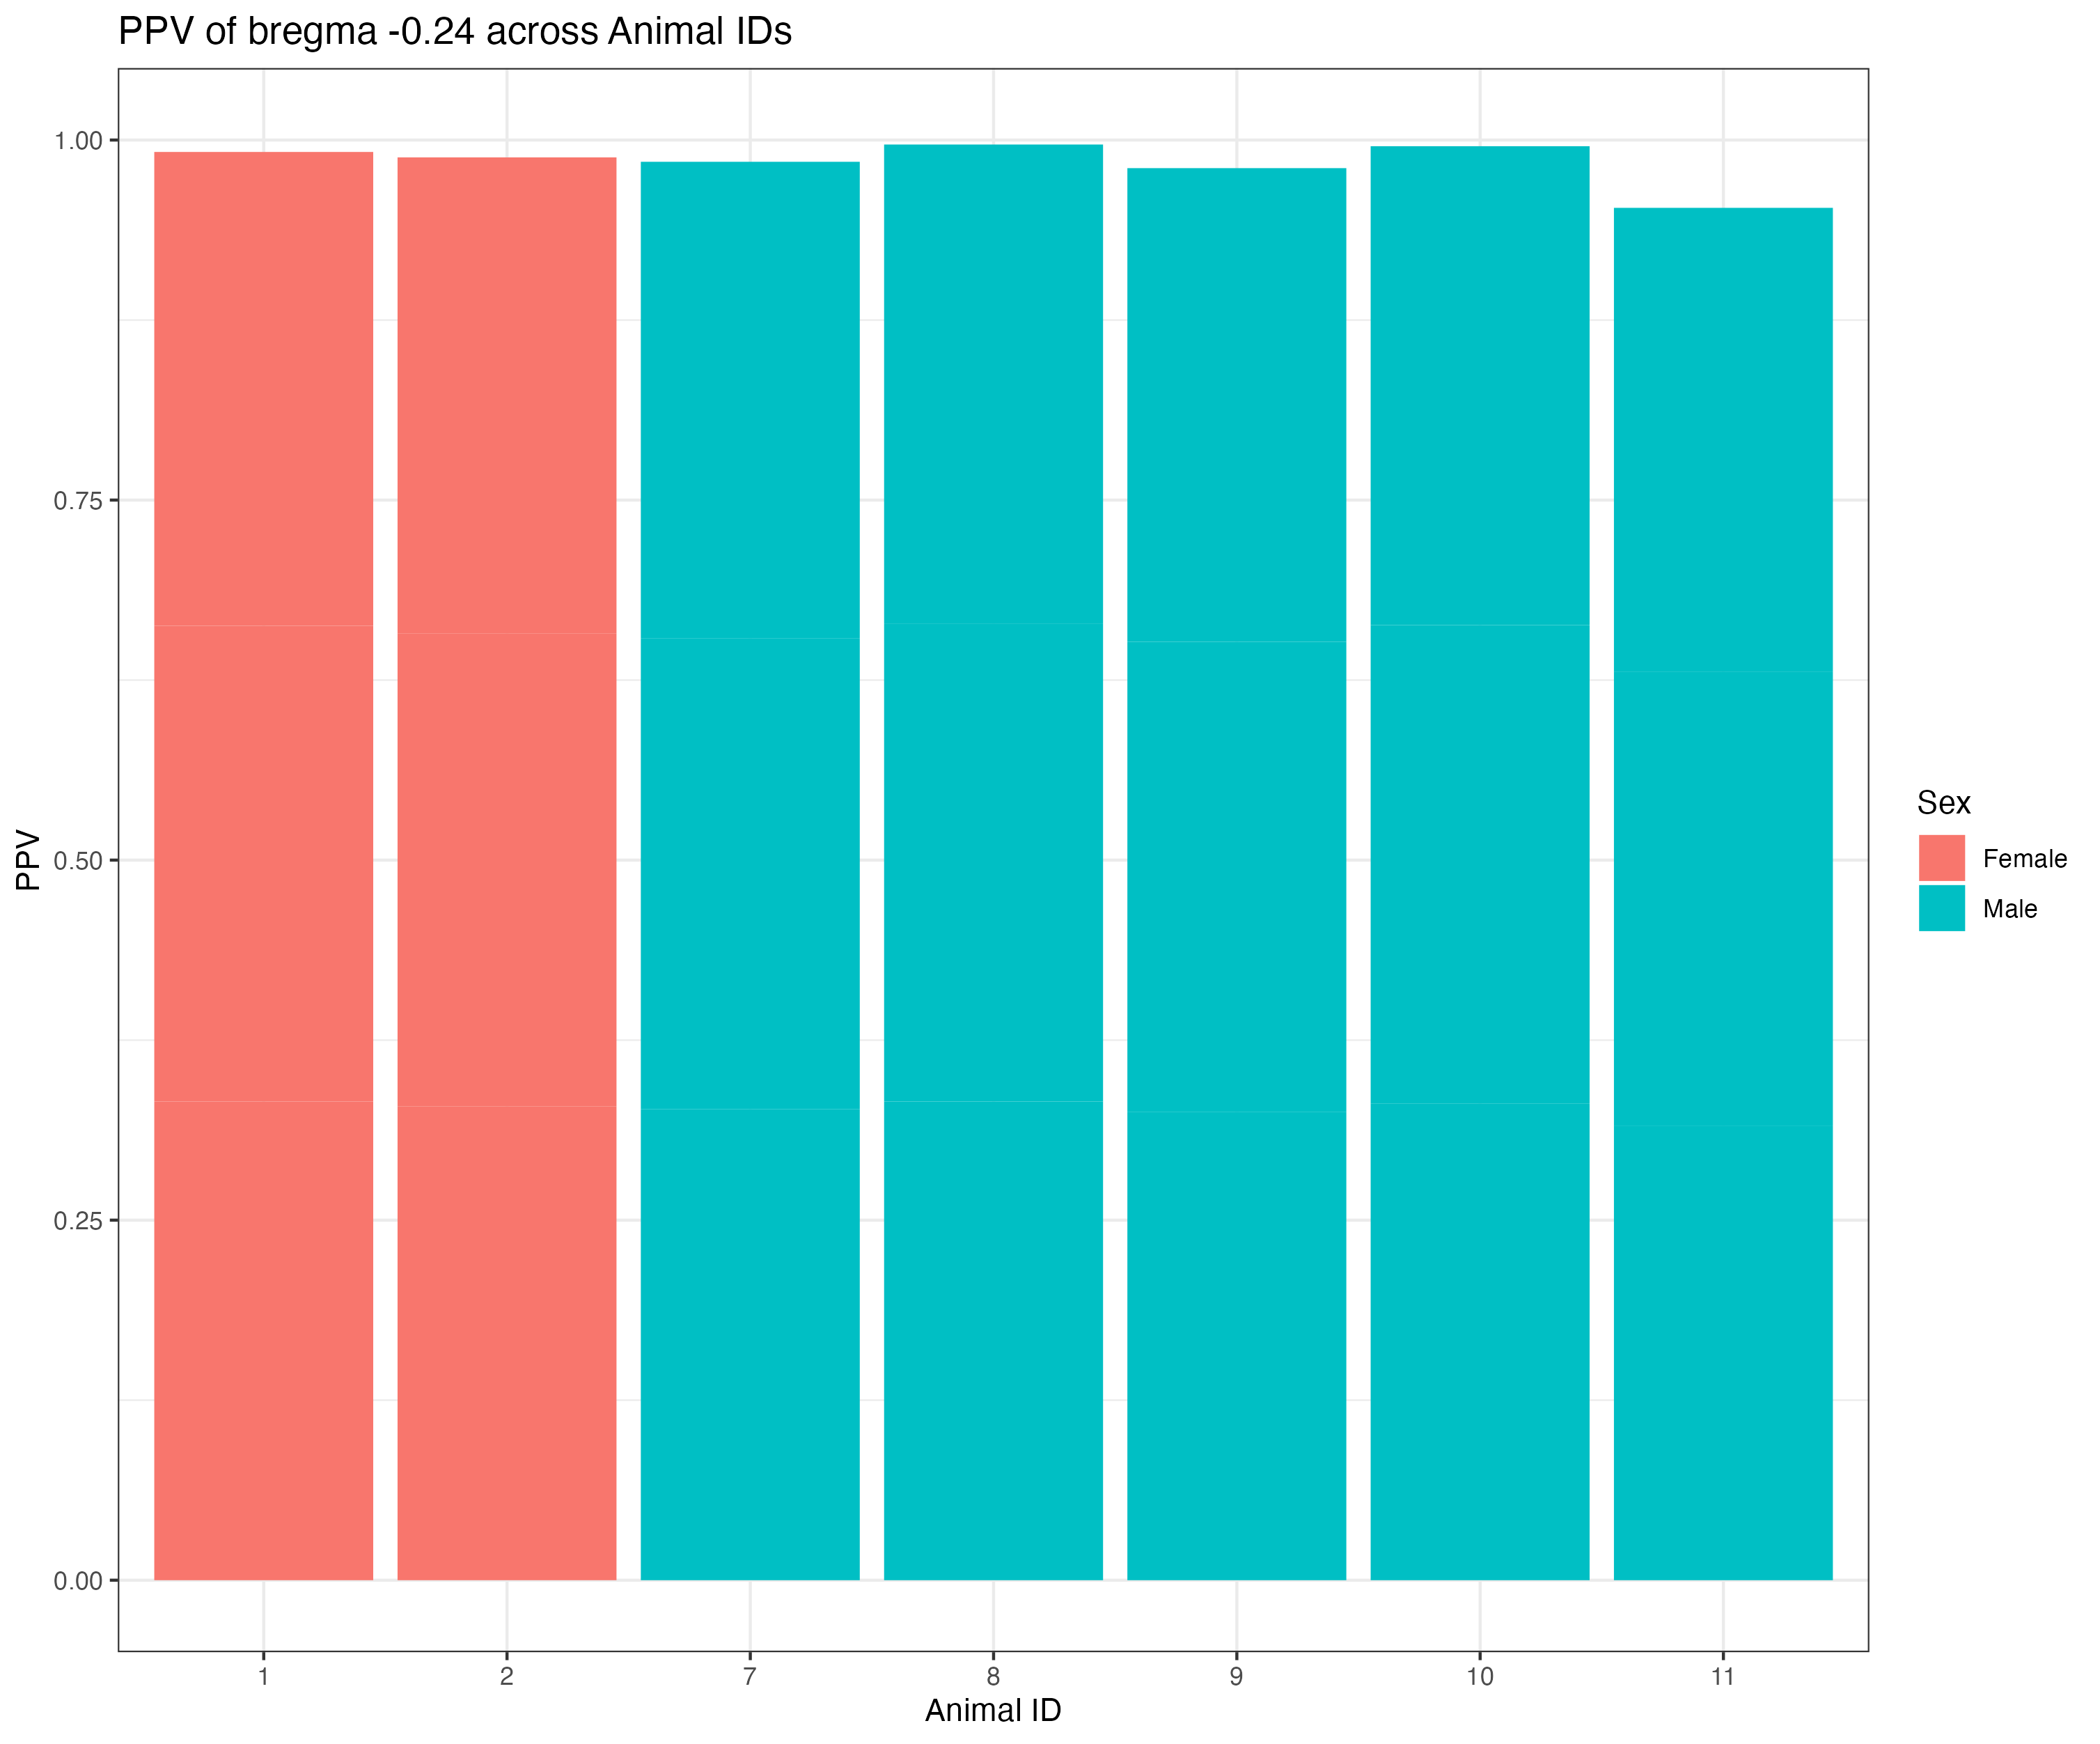 PPV of bregma -0.24 across Animal IDs
1.00
0.75
0.50
0.25
0.00
PPV
1 2 7 8 9 10 11
Animal ID
Sex
Female
Male